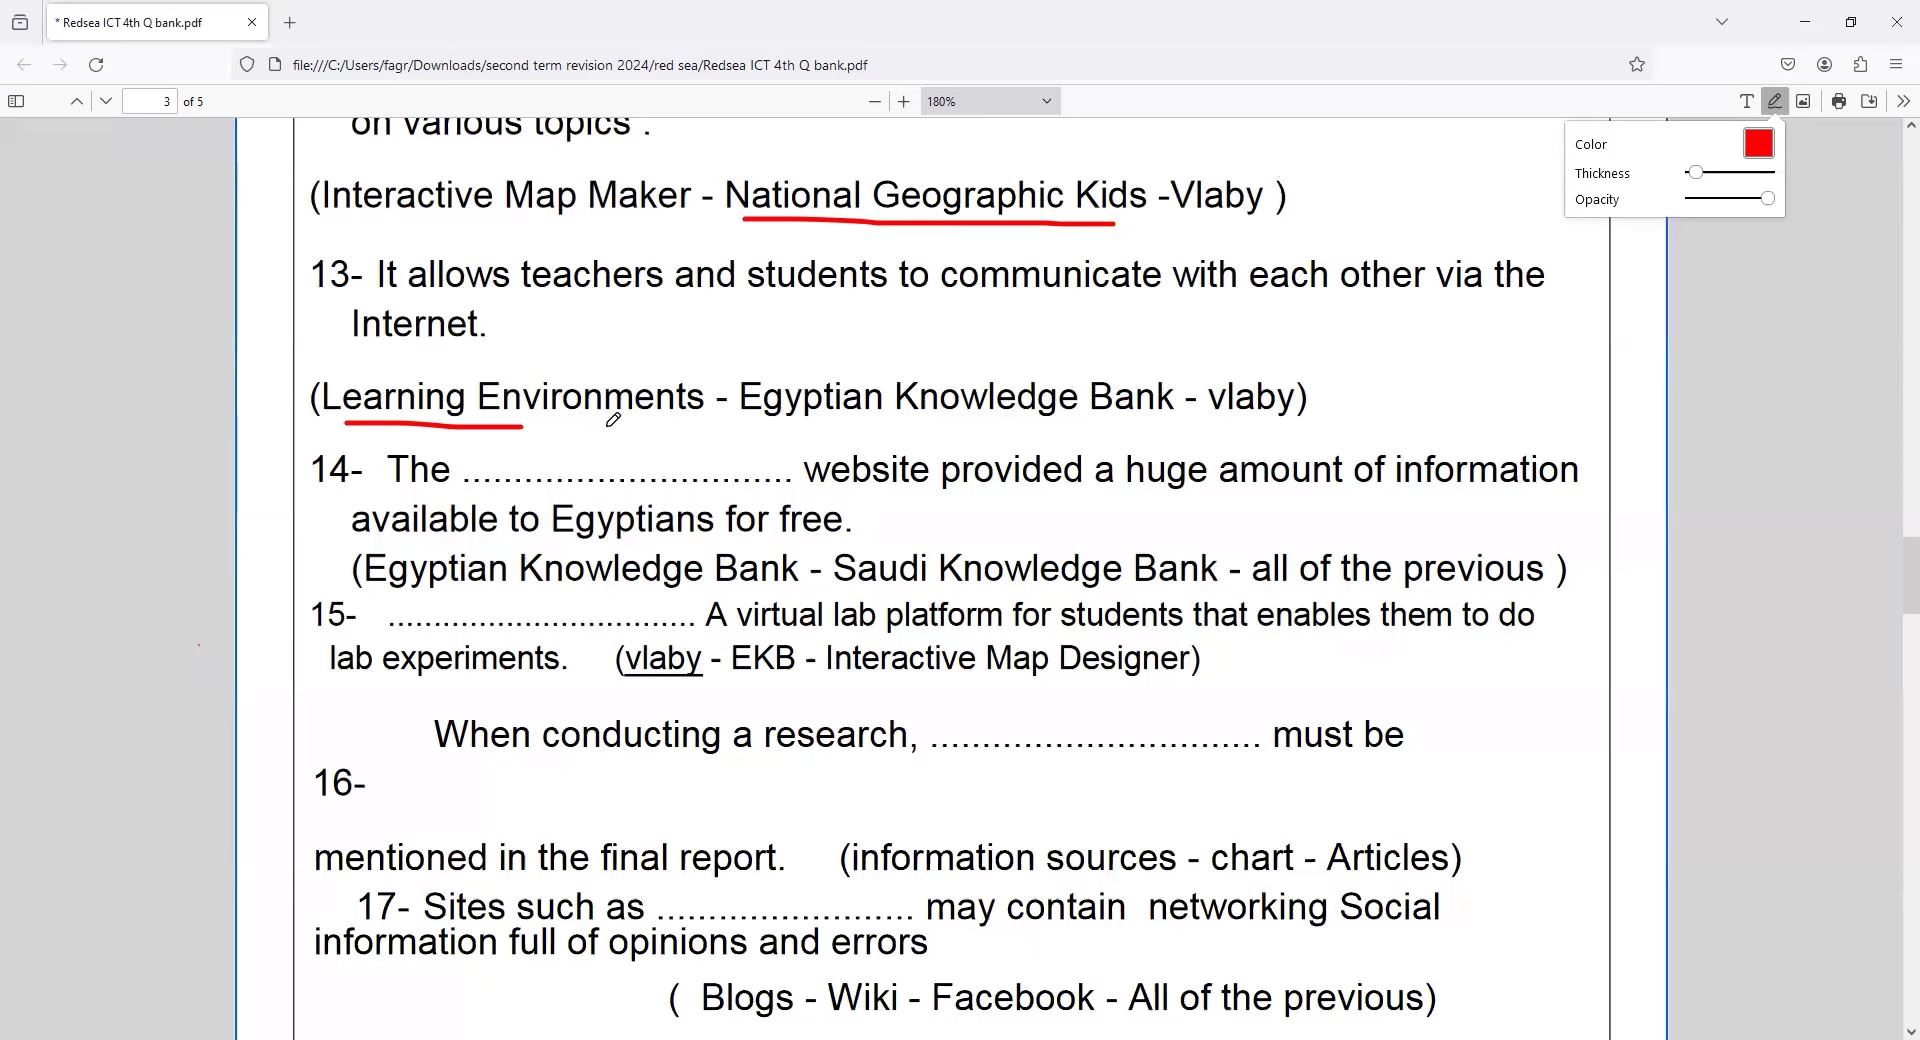 * Redsea ICT 4th Q bank.pdf
file:///C:/Users/fagr/Downloads/second term revision 2024/red sea/Redsea ICT 4th Q bank.pdf
3 of 5
180%
Color
Thickness
Opacity
on various topics .
(Interactive Map Maker - National Geographic Kids -Vlaby )
13- It allows teachers and students to communicate with each other via the
Internet.
(Learning Environments - Egyptian Knowledge Bank - vlaby)
14- The ................................ website provided a huge amount of information
available to Egyptians for free.
(Egyptian Knowledge Bank - Saudi Knowledge Bank - all of the previous )
15- .................................. A virtual lab platform for students that enables them to do
lab experiments. (vlaby - EKB - Interactive Map Designer)
When conducting a research, ................................ must be
16-
mentioned in the final report. (information sources - chart - Articles)
17- Sites such as ......................... may contain networking Social
information full of opinions and errors
( Blogs - Wiki - Facebook - All of the previous)